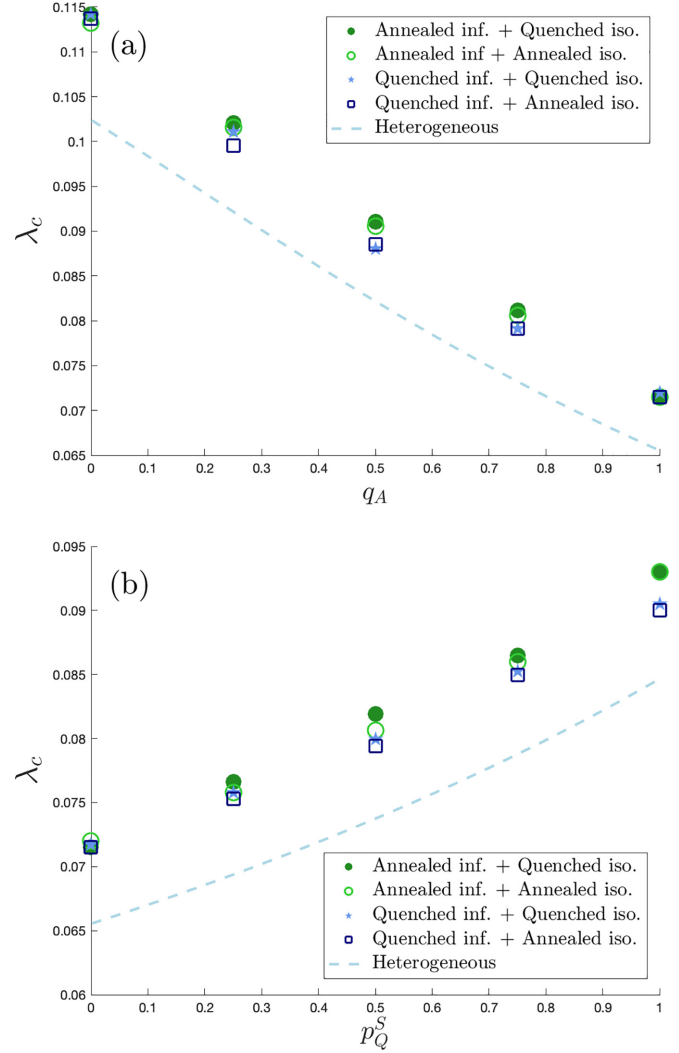 0.115
(a)
Annealed inf. + Quenched iso.
Annealed inf + Annealed iso.
Quenched inf. + Quenched iso.
Quenched inf. + Annealed iso.
Heterogeneous
0.11
0.105
0.1
0.095
0.09
0.085
0.08
0.075
0.07
0.065
λc
0 0.1 0.2 0.3 0.4 0.5 0.6 0.7 0.8 0.9 1
qA
0.095
(b)
0.09
0.085
0.08
0.075
0.07
0.065
0.06
λc
Annealed inf. + Quenched iso.
Annealed inf. + Annealed iso.
Quenched inf. + Quenched iso.
Quenched inf. + Annealed iso.
Heterogeneous
0 0.1 0.2 0.3 0.4 0.5 0.6 0.7 0.8 0.9 1
pQS